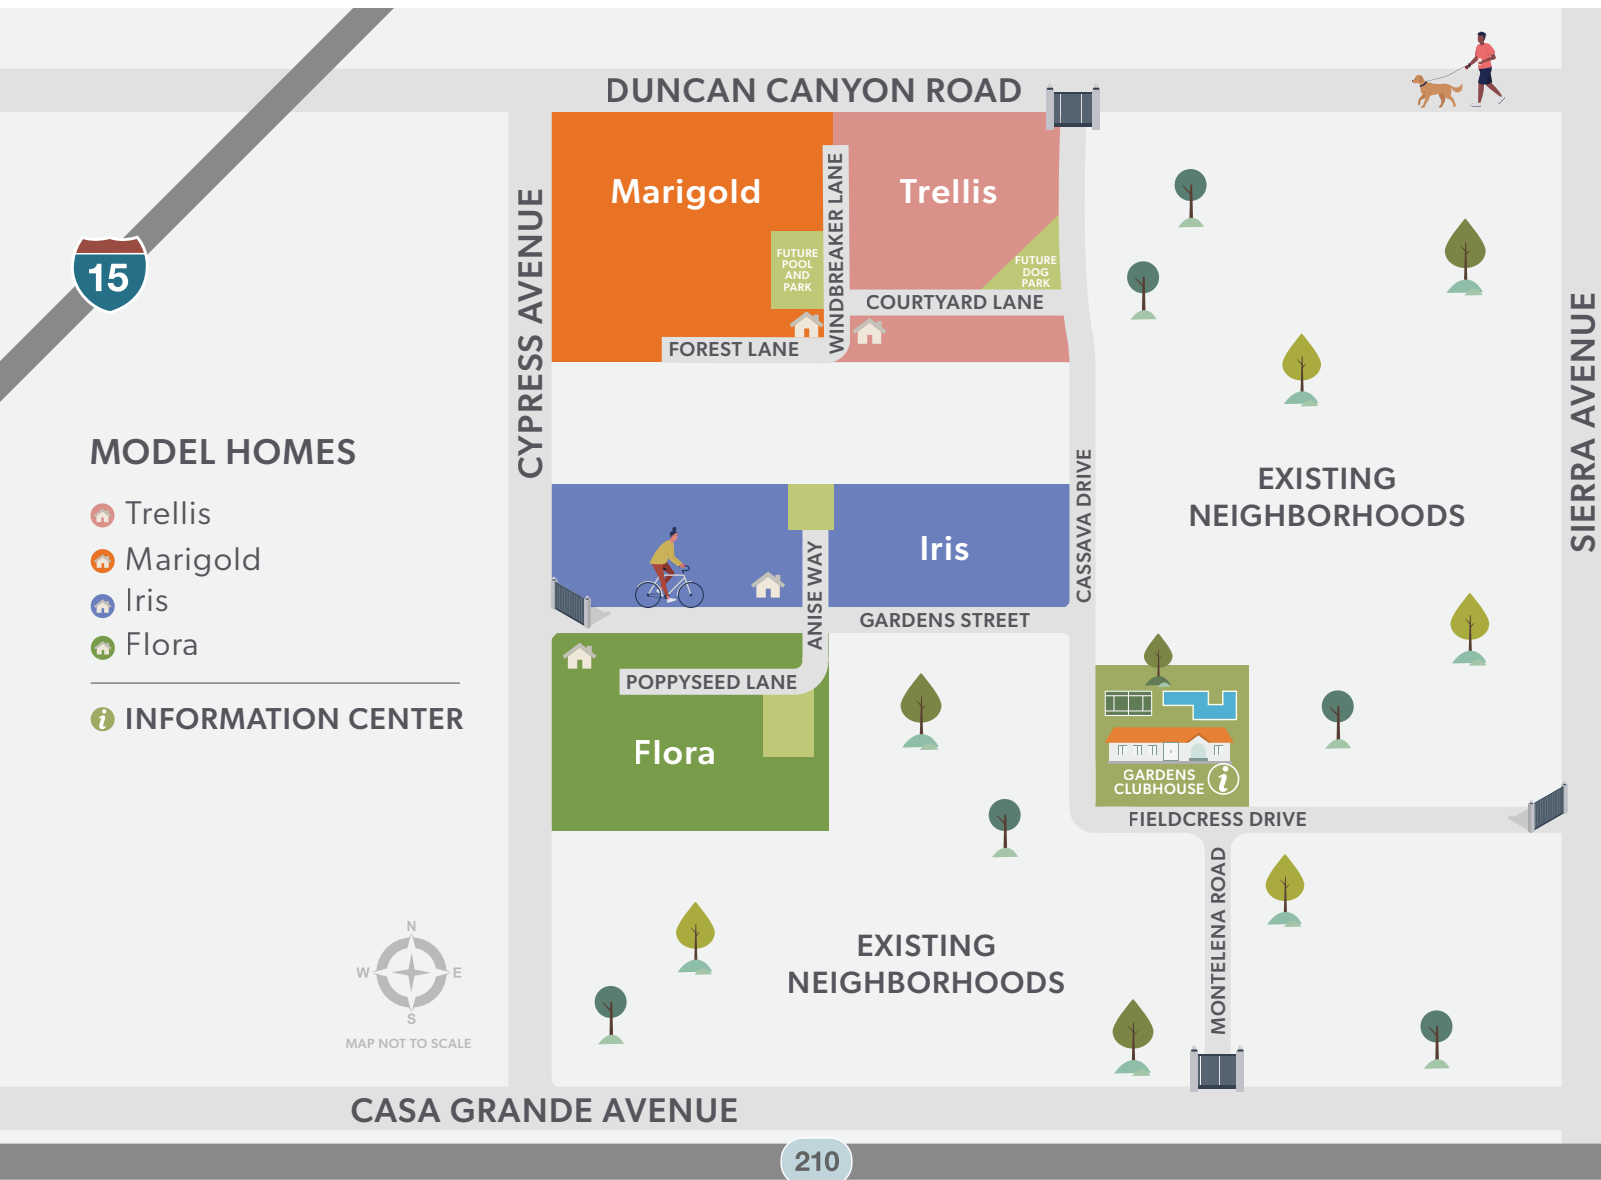 DUNCAN CANYON ROAD
Marigold
Trellis
WINDBREAKER LANE
CYPRESS AVENUE
FUTURE
POOL
AND
PARK
FUTURE
DOG
PARK
15
COURTYARD LANE
FOREST LANE
SIERRA AVENUE
MODEL HOMES
Trellis
Marigold
Iris
Flora
i INFORMATION CENTER
EXISTING
NEIGHBORHOODS
CASSAVA DRIVE
Iris
ANISE WAY
GARDENS STREET
POPPYSEED LANE
Flora
GARDENS
CLUBHOUSE i
FIELDCRESS DRIVE
MONTELENA ROAD
EXISTING
NEIGHBORHOODS
N
W E
S
MAP NOT TO SCALE
CASA GRANDE AVENUE
210